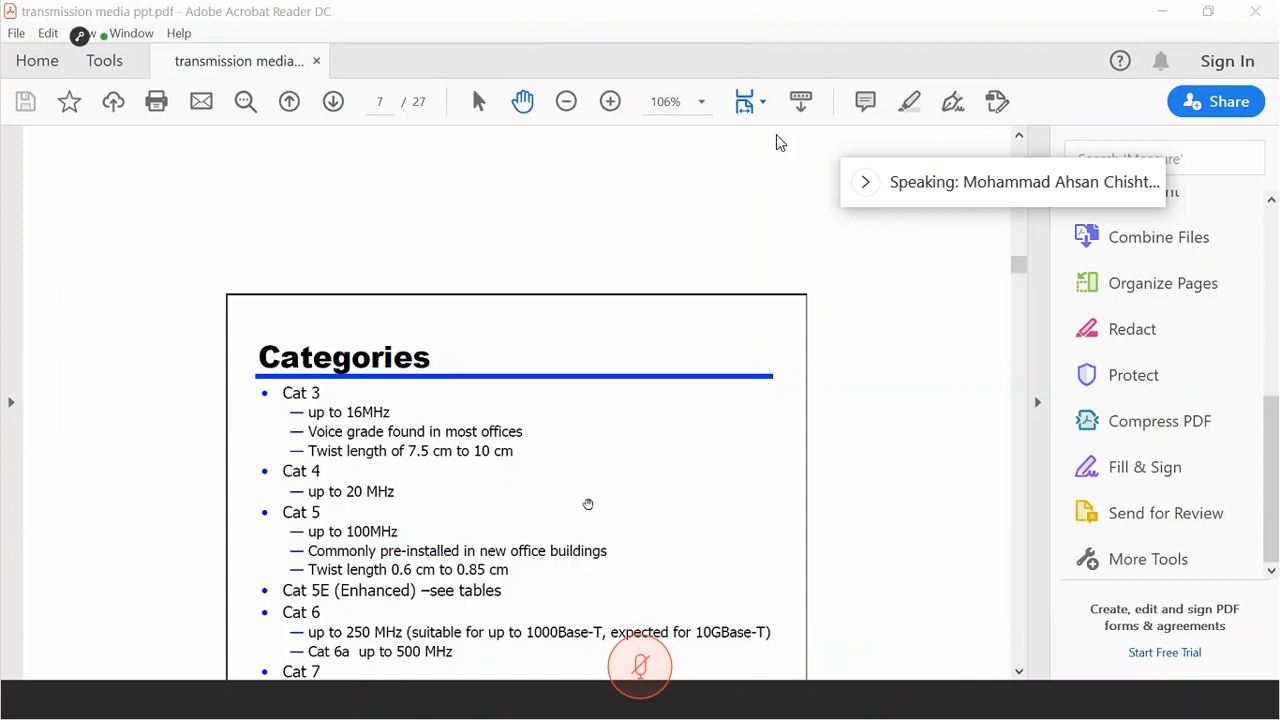 transmission media ppt.pdf - Adobe Acrobat Reader DC
File Edit w Window Help
Home Tools transmission media... × Sign In
7 / 27 106% Share
Search 'Measure'
Speaking: Mohammad Ahsan Chisht...
Combine Files
Organize Pages
Redact
Protect
Compress PDF
Fill & Sign
Send for Review
More Tools
Create, edit and sign PDF
forms & agreements
Start Free Trial
Categories
• Cat 3
— up to 16MHz
— Voice grade found in most offices
— Twist length of 7.5 cm to 10 cm
• Cat 4
— up to 20 MHz
• Cat 5
— up to 100MHz
— Commonly pre-installed in new office buildings
— Twist length 0.6 cm to 0.85 cm
• Cat 5E (Enhanced) –see tables
• Cat 6
— up to 250 MHz (suitable for up to 1000Base-T, expected for 10GBase-T)
— Cat 6a up to 500 MHz
• Cat 7